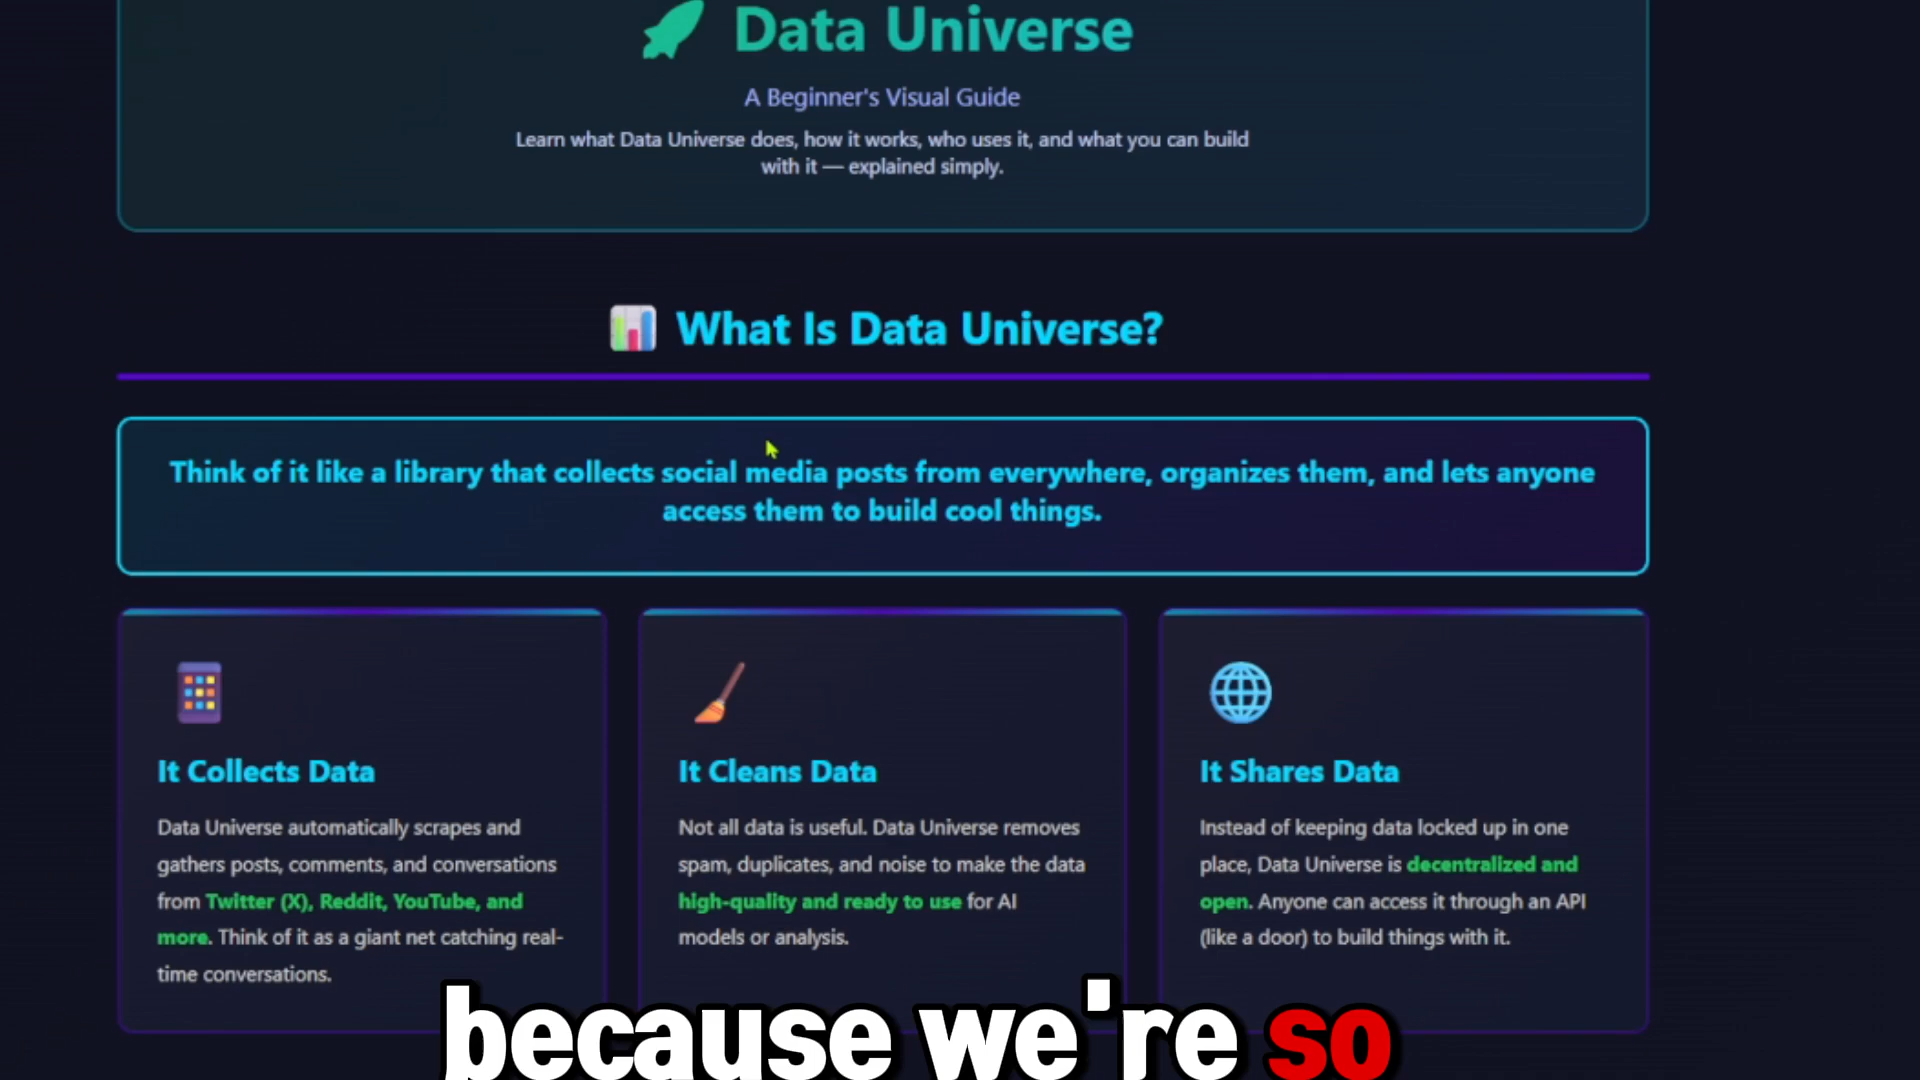 Data Universe
A Beginner's Visual Guide
Learn what Data Universe does, how it works, who uses it, and what you can build
with it — explained simply.
What Is Data Universe?
Think of it like a library that collects social media posts from everywhere, organizes them, and lets anyone
access them to build cool things.
It Collects Data
Data Universe automatically scrapes and
gathers posts, comments, and conversations
from Twitter (X), Reddit, YouTube, and
more. Think of it as a giant net catching real-
time conversations.
It Cleans Data
Not all data is useful. Data Universe removes
spam, duplicates, and noise to make the data
high-quality and ready to use for AI
models or analysis.
It Shares Data
Instead of keeping data locked up in one
place, Data Universe is decentralized and
open. Anyone can access it through an API
(like a door) to build things with it.
because we're so